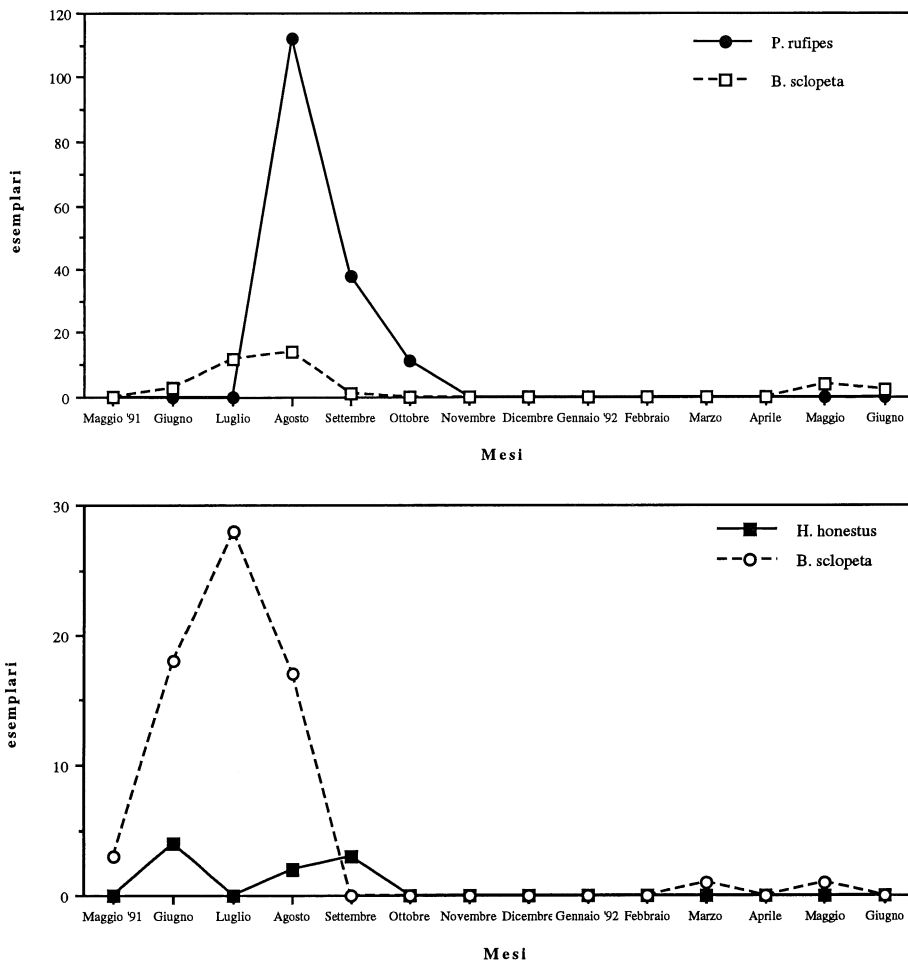 120
100
80
60
40
20
0
esemplari
P. rufipes
B. sclopeta
Maggio '91 Giugno Luglio Agosto Settembre Ottobre Novembre Dicembre Gennaio '92 Febbraio Marzo Aprile Maggio Giugno
Mesi
30
20
10
0
esemplari
H. honestus
B. sclopeta
Maggio '91 Giugno Luglio Agosto Settembre Ottobre Novembre Dicembre Gennaio '92 Febbraio Marzo Aprile Maggio Giugno
Mesi